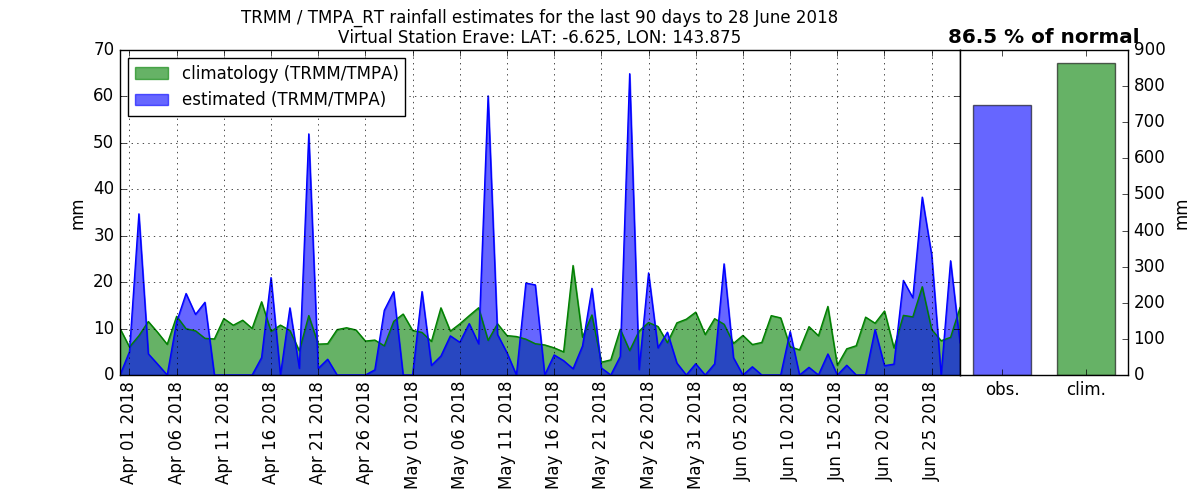 TRMM / TMPA_RT rainfall estimates for the last 90 days to 28 June 2018
Virtual Station Erave: LAT: -6.625, LON: 143.875
86.5 % of normal
climatology (TRMM/TMPA)
estimated (TRMM/TMPA)
mm
70
60
50
40
30
20
10
0
Apr 01 2018
Apr 06 2018
Apr 11 2018
Apr 16 2018
Apr 21 2018
Apr 26 2018
May 01 2018
May 06 2018
May 11 2018
May 16 2018
May 21 2018
May 26 2018
May 31 2018
Jun 05 2018
Jun 10 2018
Jun 15 2018
Jun 20 2018
Jun 25 2018
obs.
clim.
900
800
700
600
500
400
300
200
100
0
mm